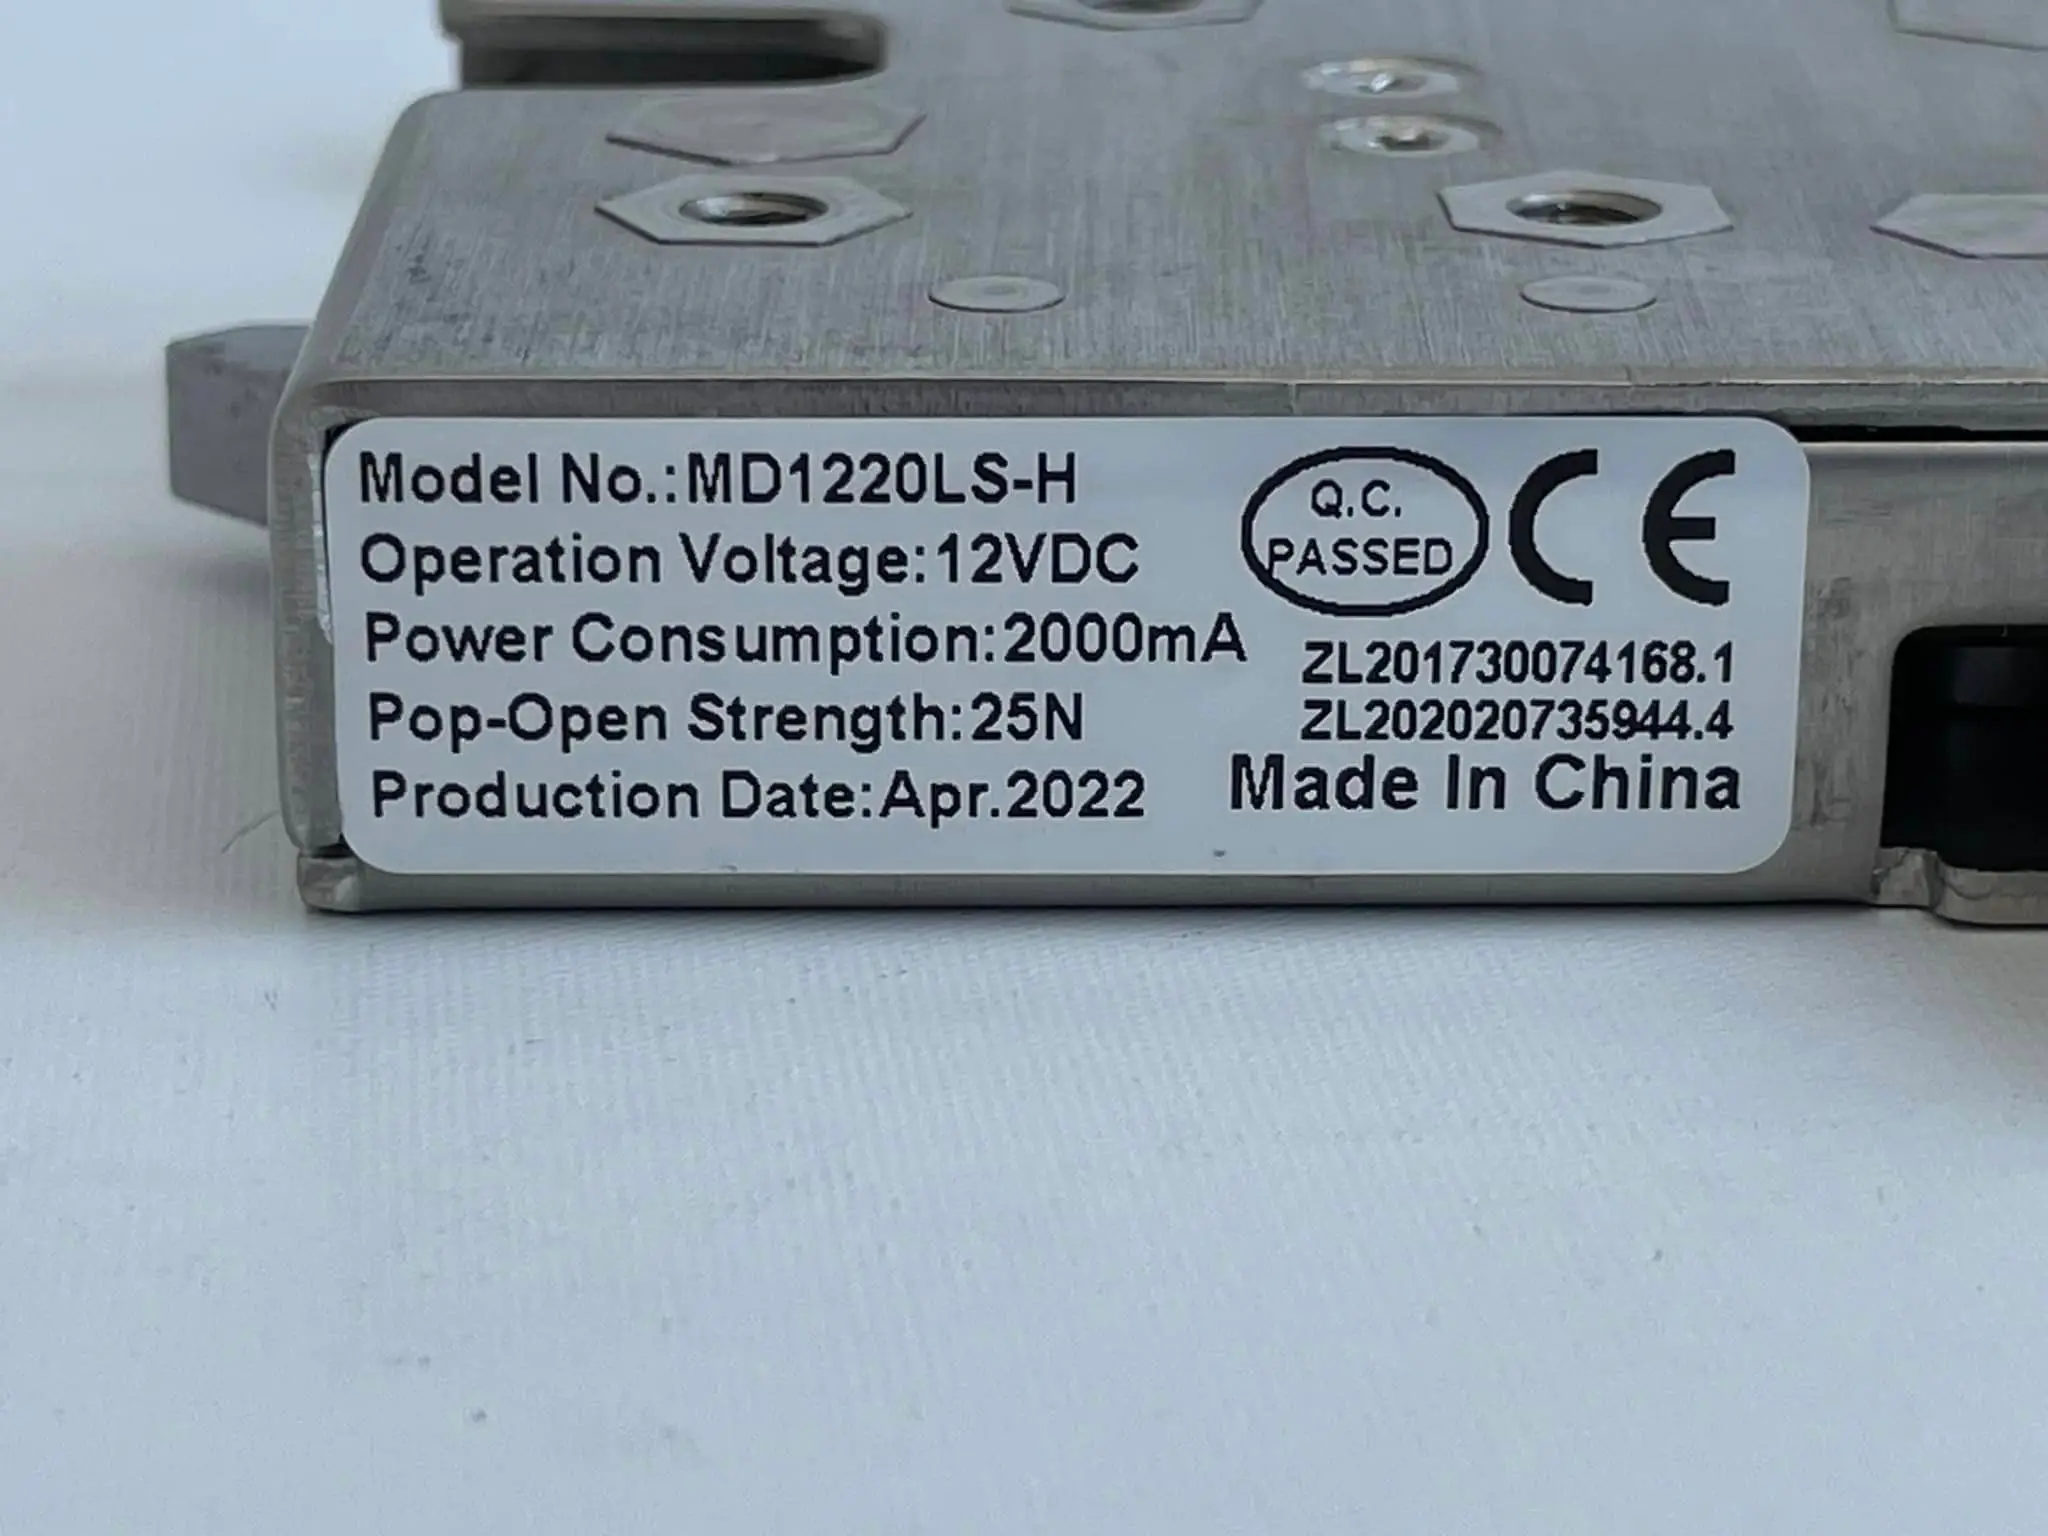 Model No.:MD1220LS-H
Operation Voltage:12VDC
Power Consumption:2000mA
Pop-Open Strength:25N
Production Date:Apr.2022
Q.C.
PASSED
CE
ZL201730074168.1
ZL202020735944.4
Made In China